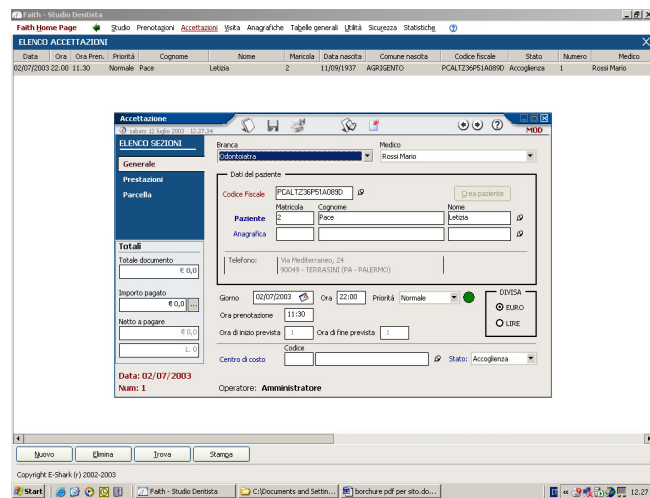 Faith - Studio Dentista
Faith Home Page Studio Prenotazioni Accettazioni Visita Anagrafiche Tabelle generali Utilità Sicurezza Statistiche
ELENCO ACCETTAZIONI X
Data Ora Ora Pren. Priorità Cognome Nome Maricola Data nascita Comune nascita Codice fiscale Stato Numero Medico
02/07/2003 22.00 11.30 Normale Pace Letizia 2 11/09/1937 AGRIGENTO PCALTZ36P51A089D Accoglienza 1 Rossi Mario
Accettazione
sabato 12 luglio 2003 12.27.34 MOD
ELENCO SEZIONI
Generale
Prestazioni
Parcella
Totali
Totale documento
€ 0,0
Importo pagato
€ 0,0 ...
Netto a pagare
€ 0,0
L. 0
Data: 02/07/2003
Num: 1
Branca Medico
Odontoiatra Rossi Mario
Dati del paziente
Codice Fiscale PCALTZ36P51A089D Crea paziente
Matricola Cognome Nome
Paziente 2 Pace Letizia
Anagrafica
Telefono: Via Mediterraneo, 24
90049 - TERRASINI (PA - PALERMO)
Giorno 02/07/2003 Ora 22:00 Priorità Normale
DIVISA
EURO
LIRE
Ora prenotazione 11:30
Ora di inizio prevista : Ora di fine prevista :
Codice
Centro di costo Stato: Accoglienza
Operatore: Amministratore
Nuovo Elimina Trova Stampa
Copyright E-Shark (r) 2002-2003
Start Faith - Studio Dentista C:\Documents and Settin... borchure pdf per sito.do... 12.27